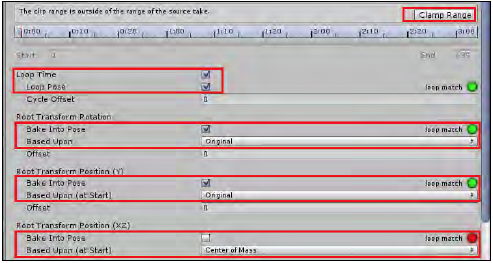 The clip range is outside of the range of the source take.
Clamp Range
0:00 0:10 0:20 1:00 1:10 1:20 2:00 2:10 2:20 3:00
Start End
Loop Time
Loop Pose loop match
Cycle Offset 0
Root Transform Rotation
Bake Into Pose loop match
Based Upon Original
Offset 0
Root Transform Position (Y)
Bake Into Pose loop match
Based Upon (at Start) Original
Offset 0
Root Transform Position (XZ)
Bake Into Pose loop match
Based Upon (at Start) Center of Mass